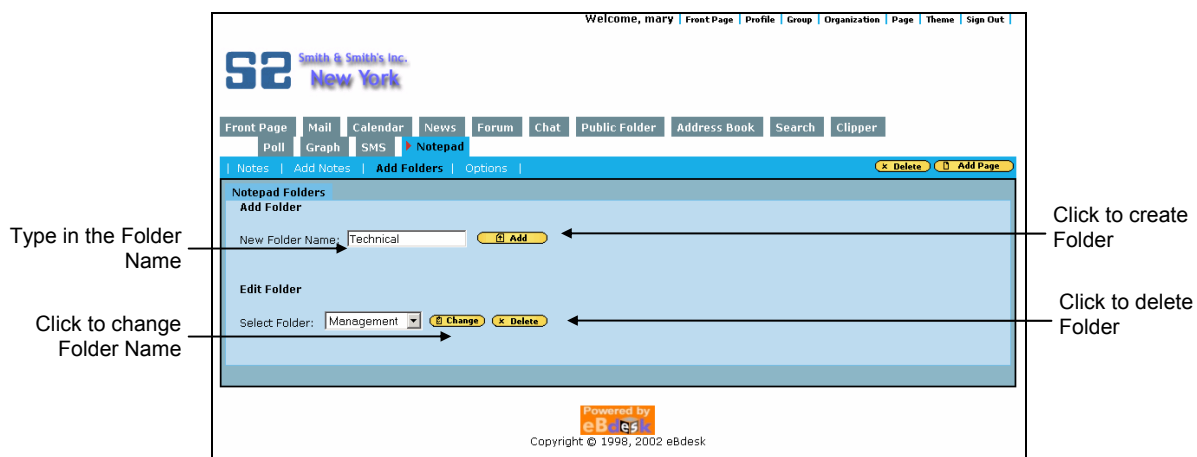 Welcome, mary | Front Page | Profile | Group | Organization | Page | Theme | Sign Out |
S2 Smith & Smith's Inc.
New York
Front Page Mail Calendar News Forum Chat Public Folder Address Book Search Clipper
Poll Graph SMS Notepad
| Notes | Add Notes | Add Folders | Options | Delete Add Page
Notepad Folders
Add Folder
New Folder Name: Technical Add
Type in the Folder
Name
Click to create
Folder
Edit Folder
Select Folder: Management Change Delete
Click to change
Folder Name
Click to delete
Folder
Powered by
eBdesk
Copyright © 1998, 2002 eBdesk